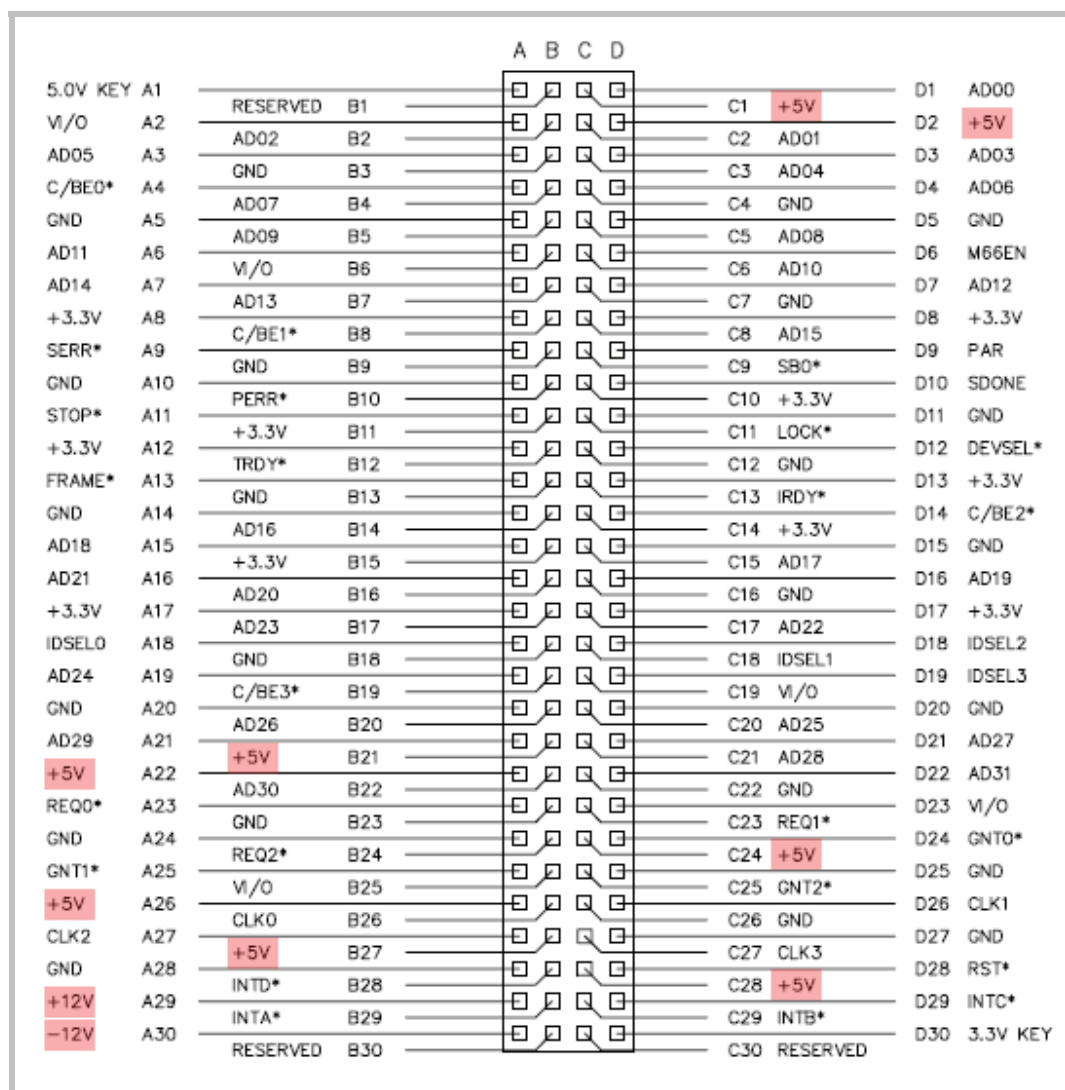 A B C D
5.0V KEY A1 D1 AD00
RESERVED B1 C1 +5V
VI/O A2 D2 +5V
AD02 B2 C2 AD01
AD05 A3 D3 AD03
GND B3 C3 AD04
C/BE0* A4 D4 AD06
AD07 B4 C4 GND
GND A5 D5 GND
AD09 B5 C5 AD08
AD11 A6 D6 M66EN
VI/O B6 C6 AD10
AD14 A7 D7 AD12
AD13 B7 C7 GND
+3.3V A8 D8 +3.3V
C/BE1* B8 C8 AD15
SERR* A9 D9 PAR
GND B9 C9 SBO*
GND A10 D10 SDONE
PERR* B10 C10 +3.3V
STOP* A11 D11 GND
+3.3V B11 C11 LOCK*
+3.3V A12 D12 DEVSEL*
TRDY* B12 C12 GND
FRAME* A13 D13 +3.3V
GND B13 C13 IRDY*
GND A14 D14 C/BE2*
AD16 B14 C14 +3.3V
AD18 A15 D15 GND
+3.3V B15 C15 AD17
AD21 A16 D16 AD19
AD20 B16 C16 GND
+3.3V A17 D17 +3.3V
AD23 B17 C17 AD22
IDSEL0 A18 D18 IDSEL2
GND B18 C18 IDSEL1
AD24 A19 D19 IDSEL3
C/BE3* B19 C19 VI/O
GND A20 D20 GND
AD26 B20 C20 AD25
AD29 A21 D21 AD27
+5V B21 C21 AD28
+5V A22 D22 AD31
AD30 B22 C22 GND
REQ0* A23 D23 VI/O
GND B23 C23 REQ1*
GND A24 D24 GNT0*
REQ2* B24 C24 +5V
GNT1* A25 D25 GND
VI/O B25 C25 GNT2*
+5V A26 D26 CLK1
CLK0 B26 C26 GND
CLK2 A27 D27 GND
+5V B27 C27 CLK3
GND A28 D28 RST*
INTD* B28 C28 +5V
+12V A29 D29 INTC*
INTA* B29 C29 INTB*
-12V A30 D30 3.3V KEY
RESERVED B30 C30 RESERVED